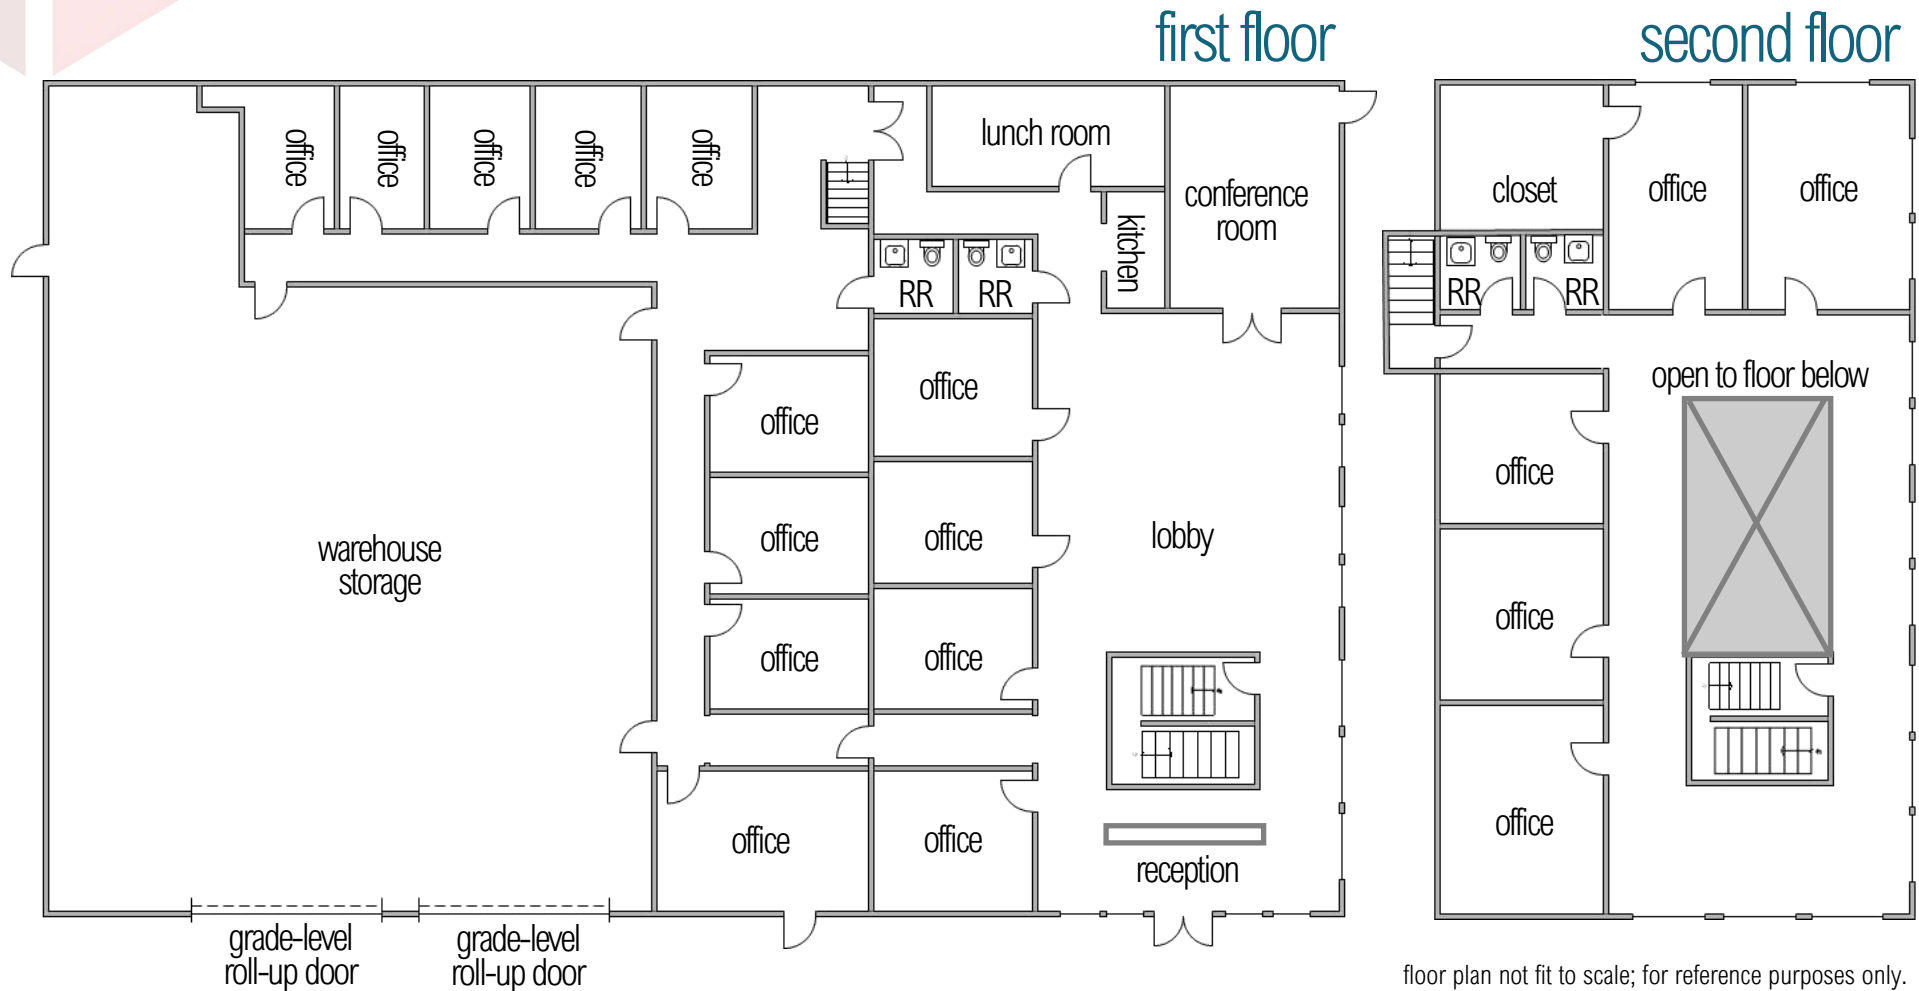 first floor
second floor
office
office
office
office
office
lunch room
conference
room
kitchen
RR
RR
office
office
office
office
office
office
office
office
lobby
warehouse
storage
reception
grade-level
roll-up door
grade-level
roll-up door
closet
office
office
RR
RR
open to floor below
office
office
office
floor plan not fit to scale; for reference purposes only.